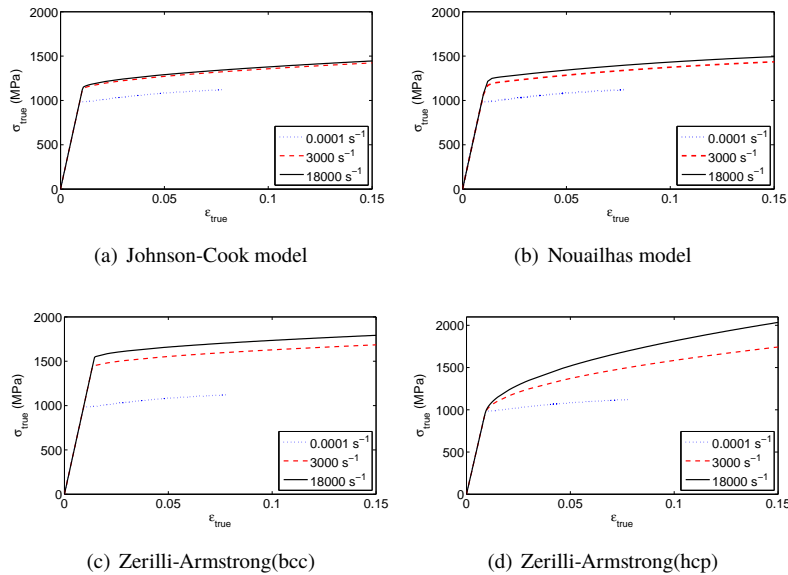 2000
1500
1000
500
0
0
0.05
0.1
0.15
σtrue (MPa)
εtrue
0.0001 s⁻¹
3000 s⁻¹
18000 s⁻¹
(a) Johnson-Cook model
2000
1500
1000
500
0
0
0.05
0.1
0.15
σtrue (MPa)
εtrue
0.0001 s⁻¹
3000 s⁻¹
18000 s⁻¹
(b) Nouailhas model
2000
1500
1000
500
0
0
0.05
0.1
0.15
σtrue (MPa)
εtrue
0.0001 s⁻¹
3000 s⁻¹
18000 s⁻¹
(c) Zerilli-Armstrong(bcc)
2000
1500
1000
500
0
0
0.05
0.1
0.15
σtrue (MPa)
εtrue
0.0001 s⁻¹
3000 s⁻¹
18000 s⁻¹
(d) Zerilli-Armstrong(hcp)